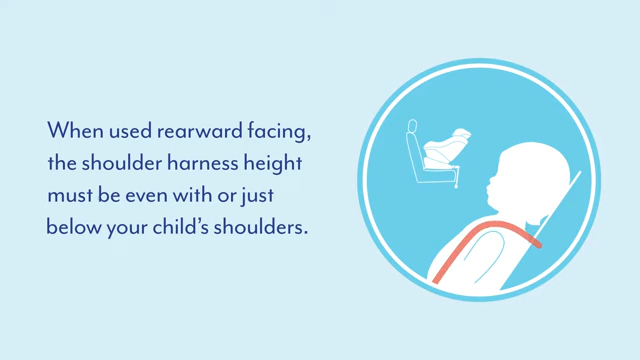 When used rearward facing,
the shoulder harness height
must be even with or just
below your child's shoulders.